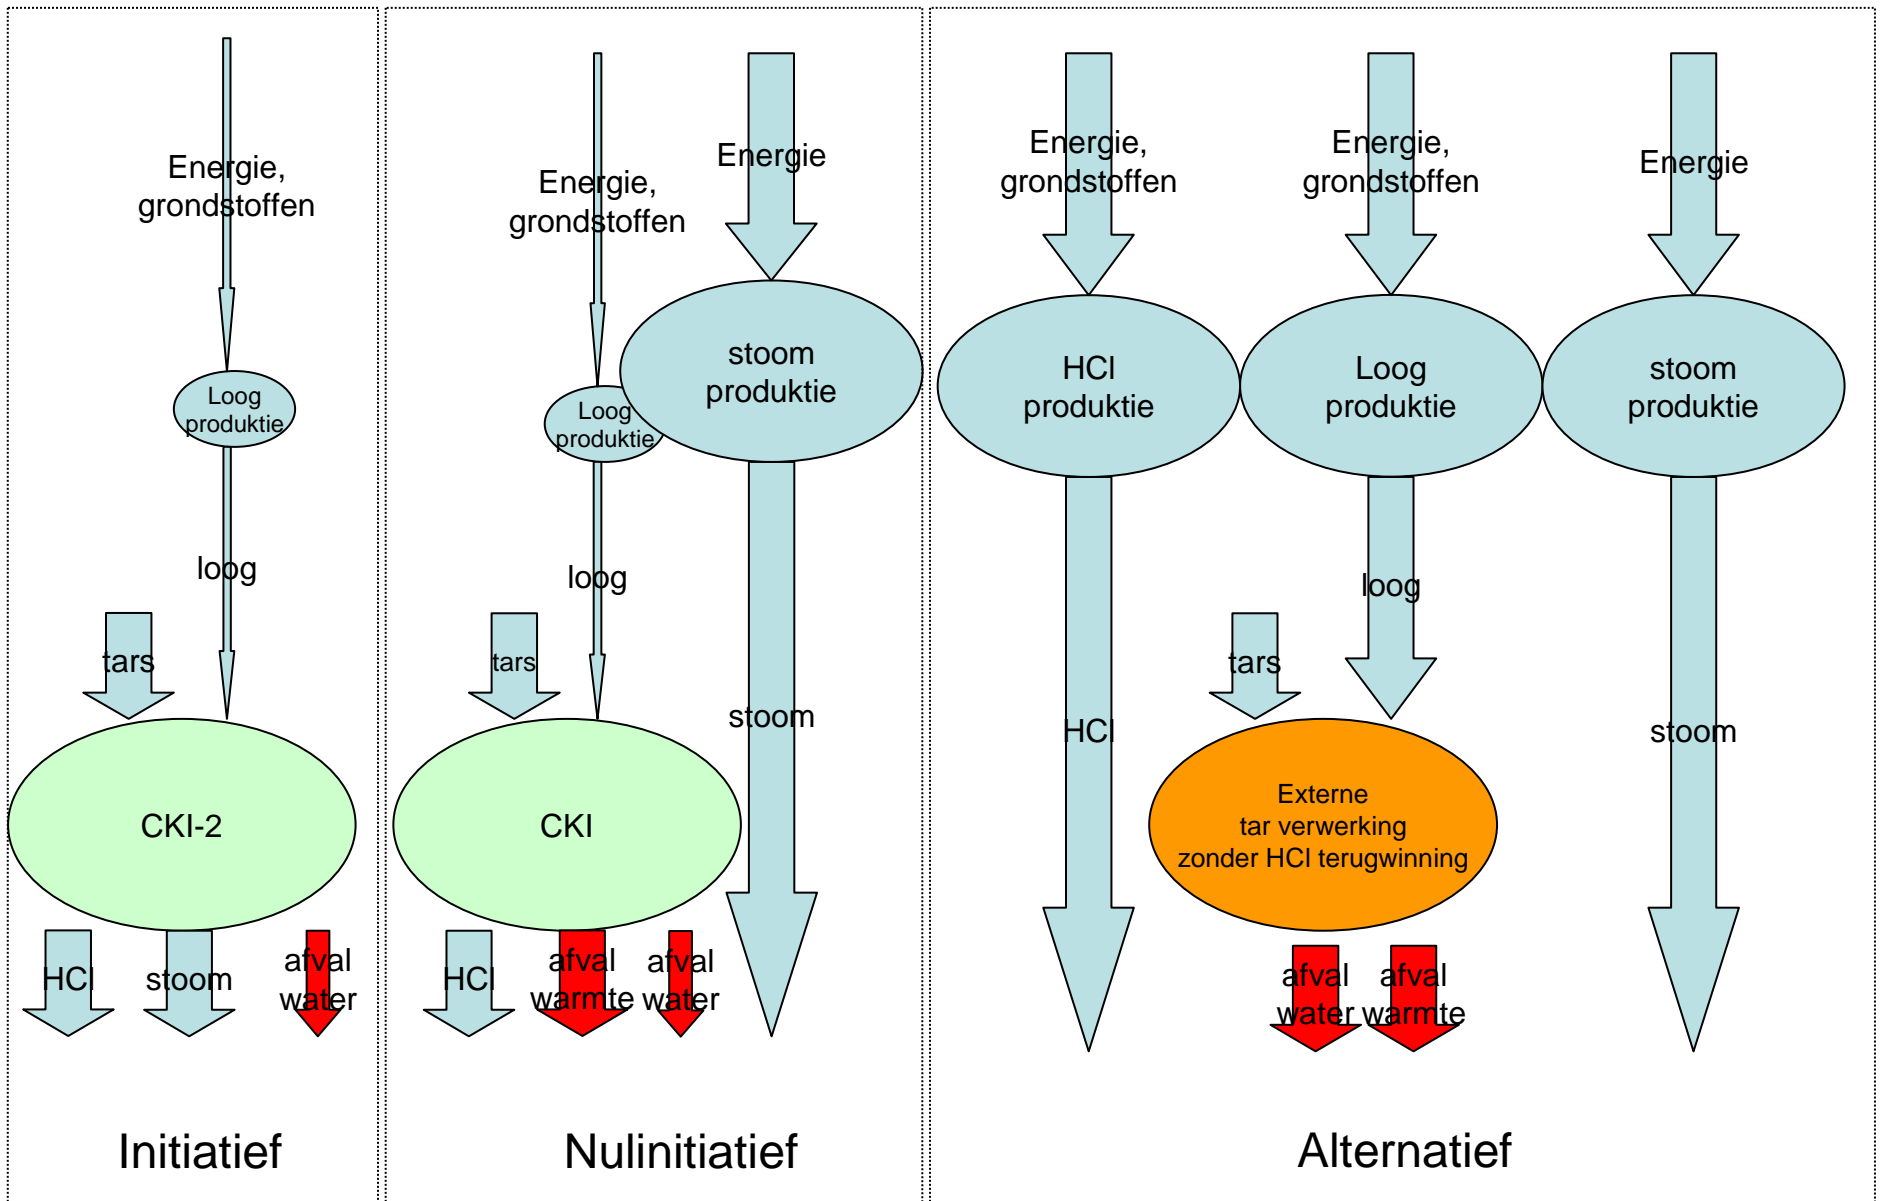 Energie,
grondstoffen
Loog
produktie
loog
tars
CKI-2
HCl
stoom
afval
water
Initiatief
Energie,
grondstoffen
Energie
Loog
produktie
stoom
produktie
loog
tars
stoom
CKI
HCl
afval
warmte
afval
water
Nulinitiatief
Energie,
grondstoffen
Energie,
grondstoffen
Energie
HCl
produktie
Loog
produktie
stoom
produktie
loog
tars
HCl
stoom
Externe
tar verwerking
zonder HCl terugwinning
afval
water
afval
warmte
Alternatief